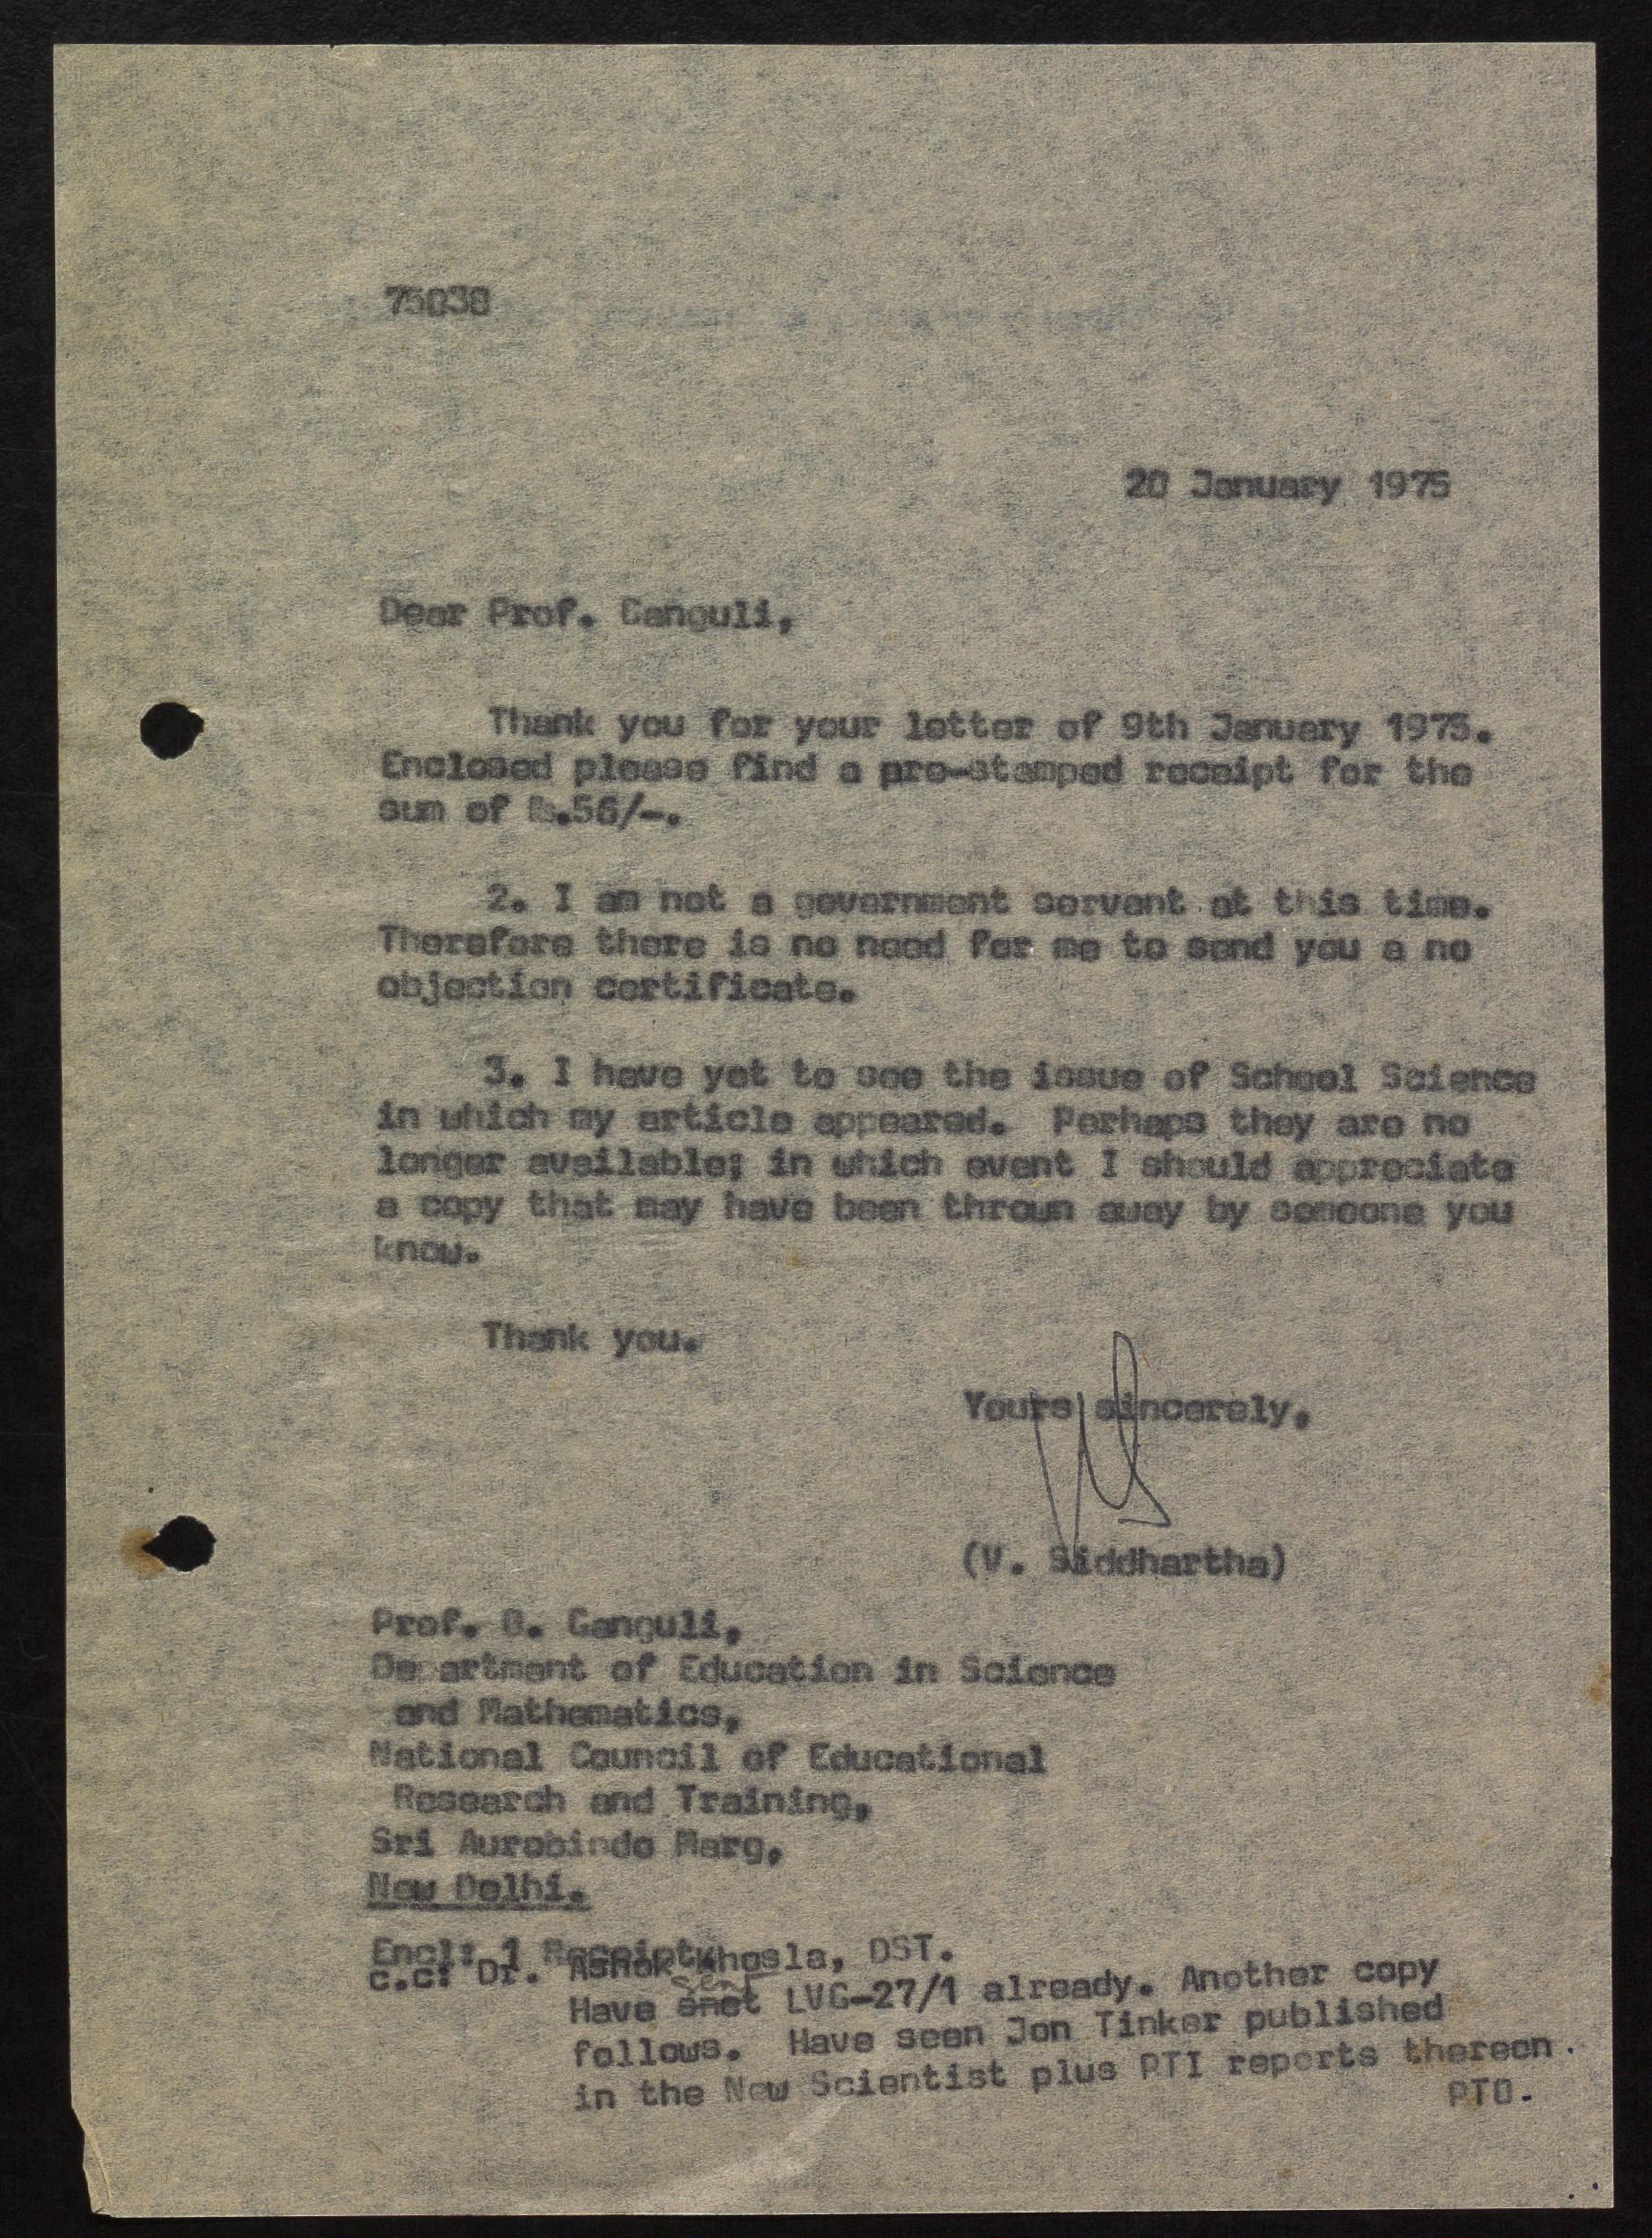 75038
20 January 1975
Dear Prof. Ganguli,
Thank you for your letter of 9th January 1975.
Enclosed please find a pre-stamped receipt for the
sum of Rs.56/-.
2. I am not a government servant at this time.
Therefore there is no need for me to send you a no
objection certificate.
3. I have yet to see the issue of School Science
in which my article appeared. Perhaps they are no
longer available; in which event I should appreciate
a copy that may have been thrown away by someone you
know.
Thank you.
Yours sincerely,
(V. Siddhartha)
Prof. D. Ganguli,
Department of Education in Science
and Mathematics,
National Council of Educational
Research and Training,
Sri Aurobindo Marg,
New Delhi.
Encl: 1 Receipt.
c.c: Dr. Ashok Khosla, DST.
sent
Have snet LVG-27/1 already. Another copy
follows. Have seen Jon Tinker published
in the New Scientist plus PTI reports thereon.
PTO.